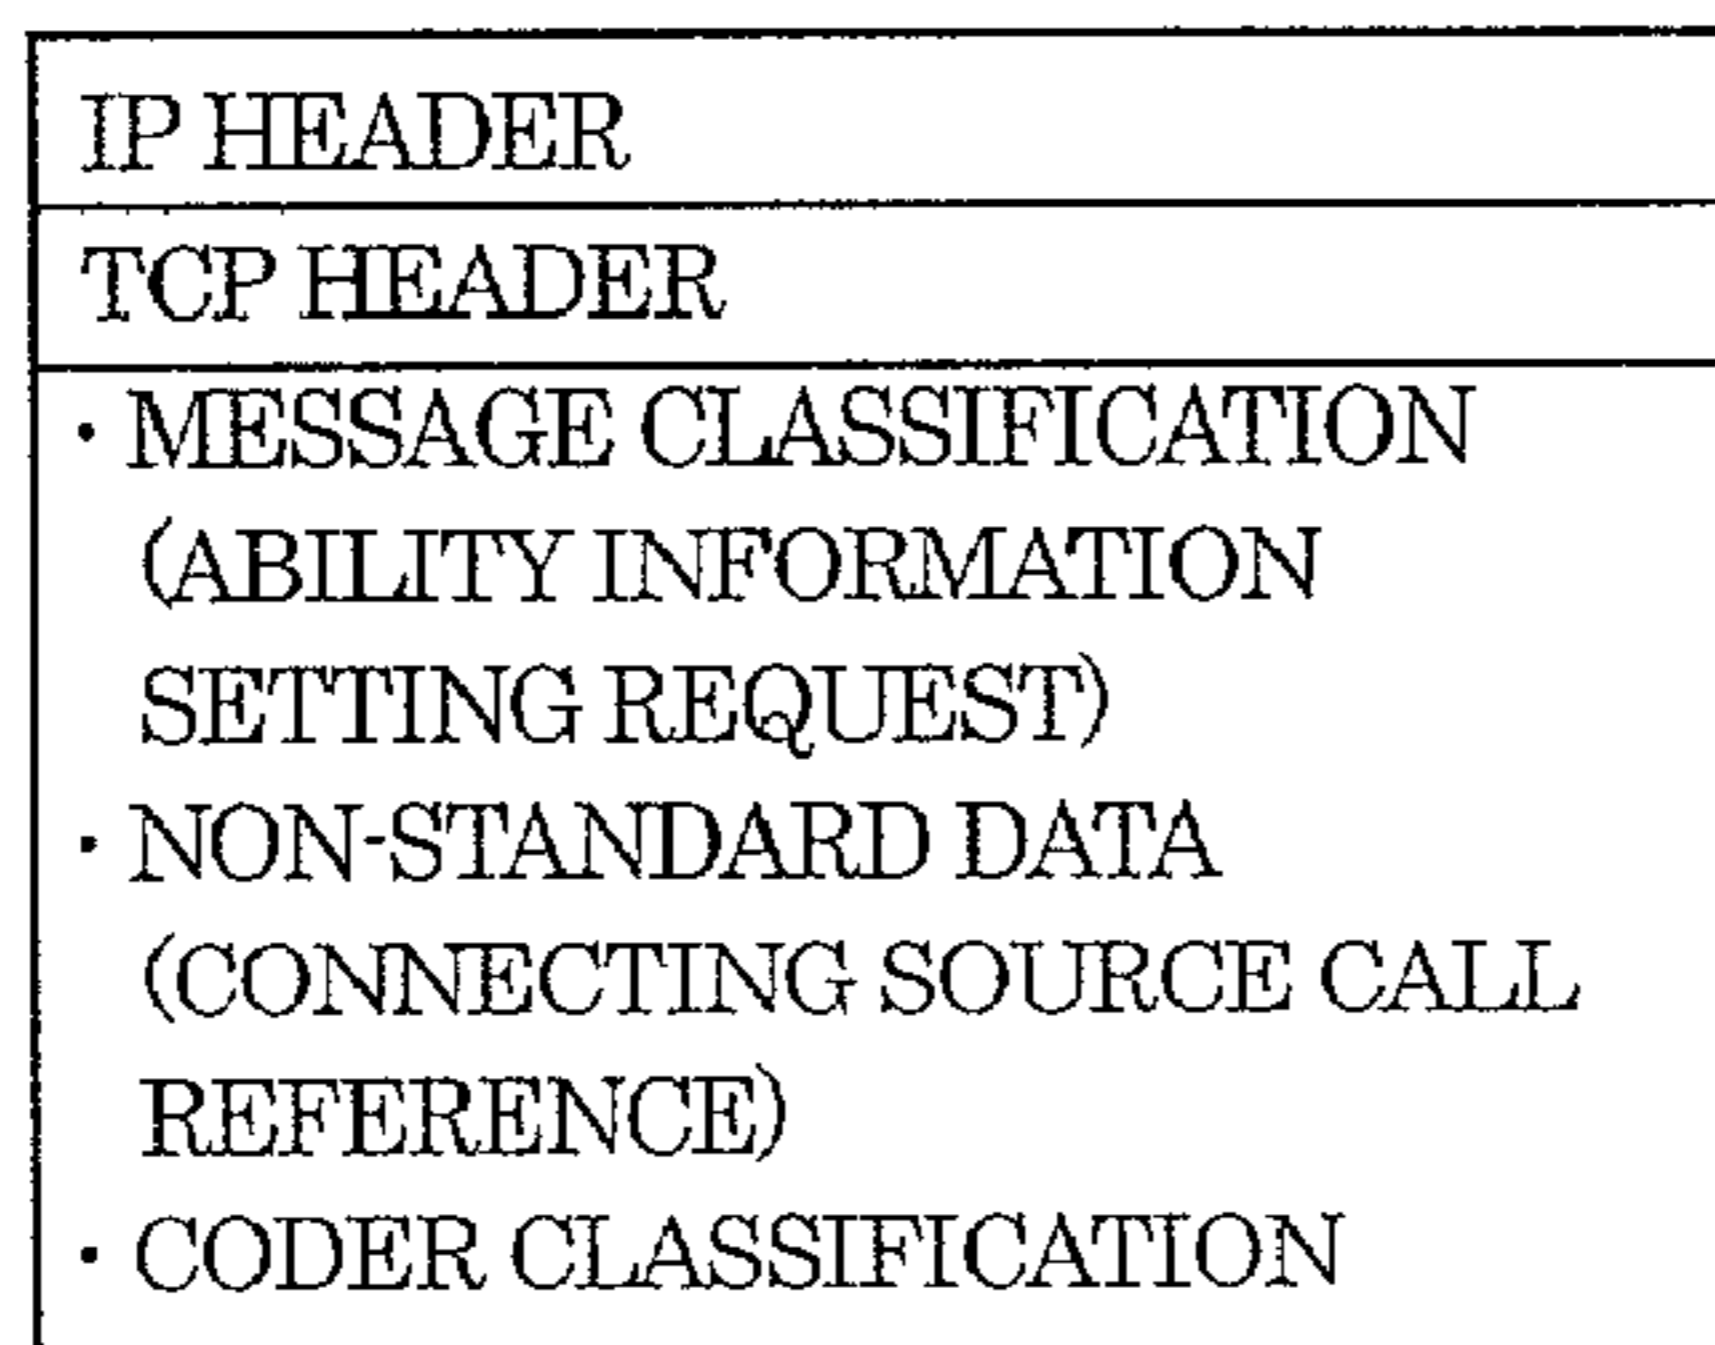 IP HEADER
TCP HEADER
· MESSAGE CLASSIFICATION
(ABILITY INFORMATION
SETTING REQUEST)
· NON-STANDARD DATA
(CONNECTING SOURCE CALL
REFERENCE)
· CODER CLASSIFICATION